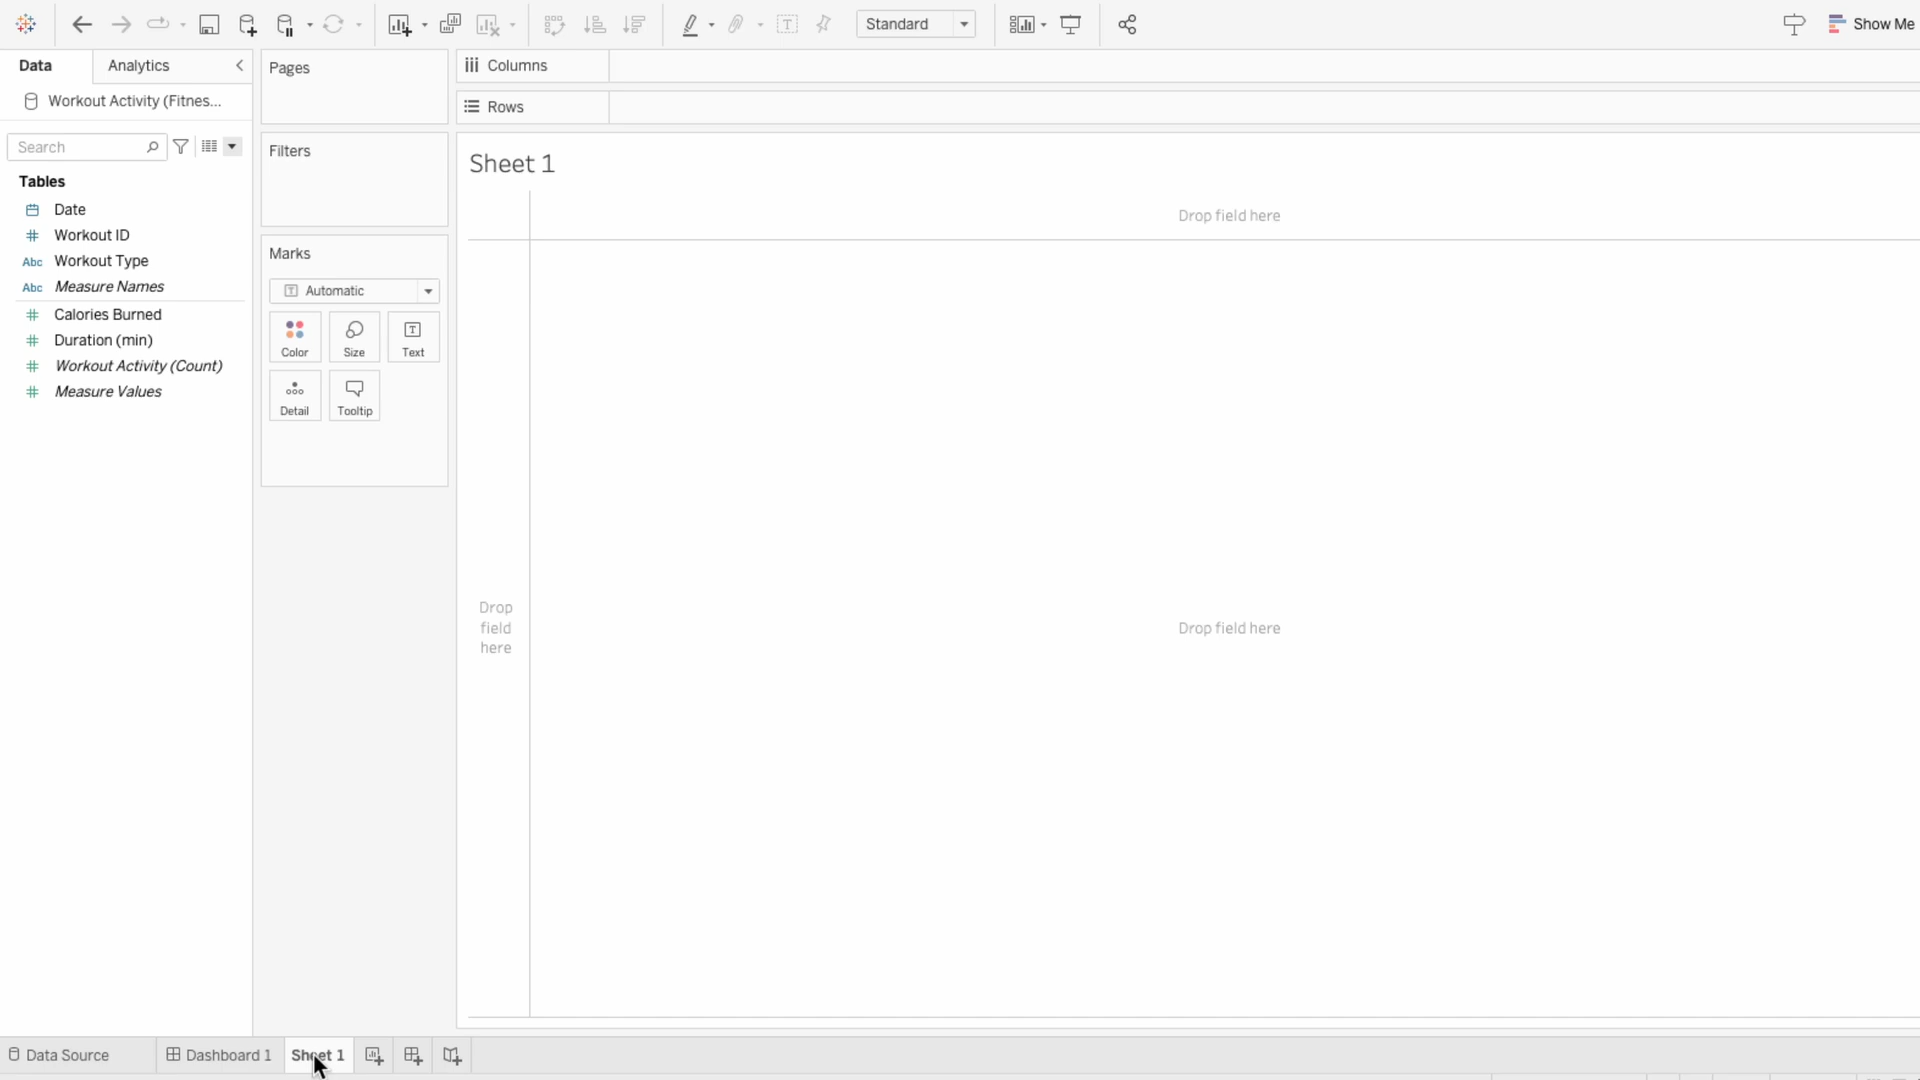 Standard
Show Me
Data
Analytics
Workout Activity (Fitnes...
Search
Tables
Date
Workout ID
Abc Workout Type
Abc Measure Names
Calories Burned
Duration (min)
Workout Activity (Count)
Measure Values
Pages
Filters
Marks
T Automatic
Color
Size
T
Text
Detail
Tooltip
Columns
Rows
Sheet 1
Drop field here
Drop
field
here
Drop field here
Data Source
Dashboard 1
Sheet 1